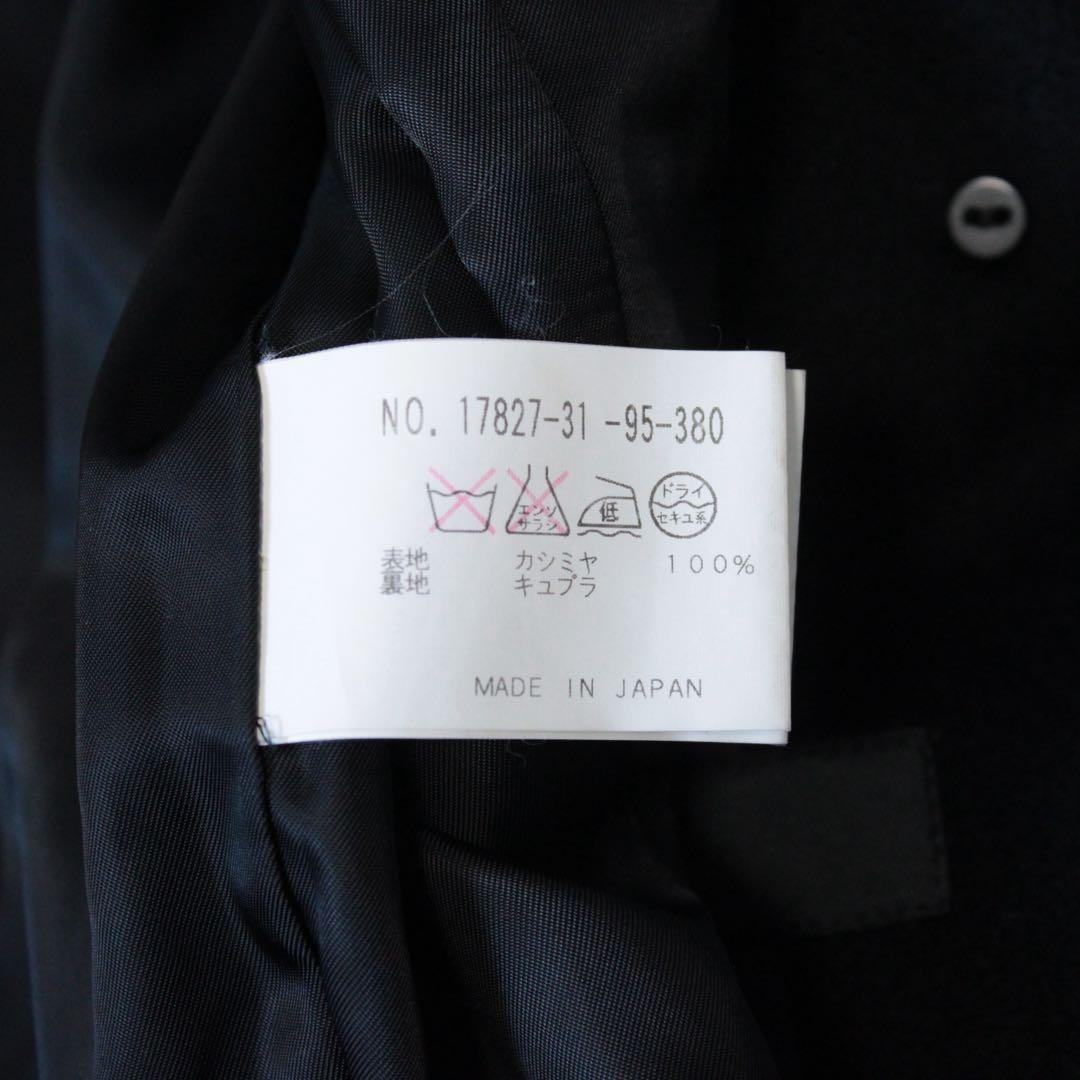 NO. 17827-31 -95-380
エンソサラシ 低 ドライ セキユ系
表地 カシミヤ 100%
裏地 キュプラ
MADE IN JAPAN